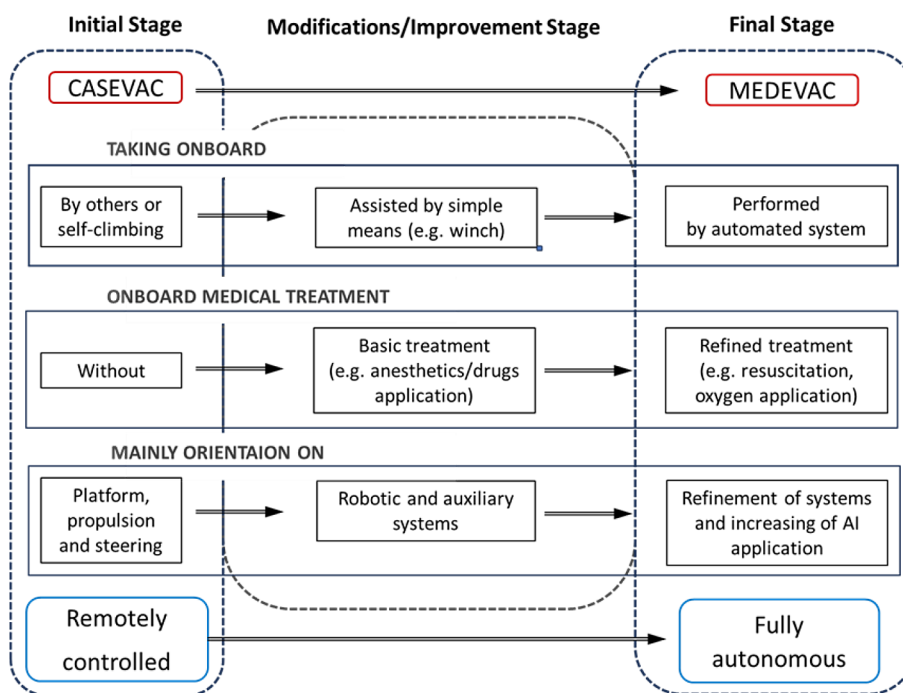 Initial Stage
Modifications/Improvement Stage
Final Stage
CASEVAC
MEDEVAC
TAKING ONBOARD
By others or
self-climbing
Assisted by simple
means (e.g. winch)
Performed
by automated system
ONBOARD MEDICAL TREATMENT
Without
Basic treatment
(e.g. anesthetics/drugs
application)
Refined treatment
(e.g. resuscitation,
oxygen application)
MAINLY ORIENTAION ON
Platform,
propulsion
and steering
Robotic and auxiliary
systems
Refinement of systems
and increasing of AI
application
Remotely
controlled
Fully
autonomous